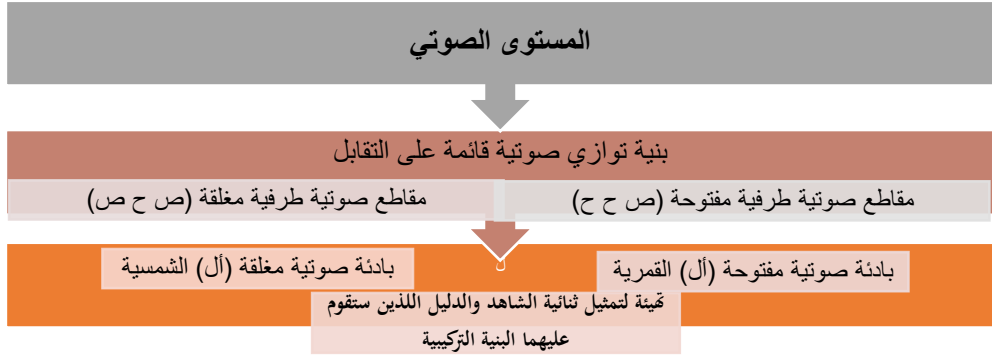 المستوى الصوتي
بنية توازي صوتية قائمة على التقابل
مقاطع صوتية طرفية مفتوحة (ص ح ح)
مقاطع صوتية طرفية مغلقة (ص ح ص)
بادئة صوتية مفتوحة (أل) القمرية
بادئة صوتية مغلقة (أل) الشمسية
تهيئة لتمثيل ثنائية الشاهد والدليل اللذين ستقوم
عليهما البنية التركيبية